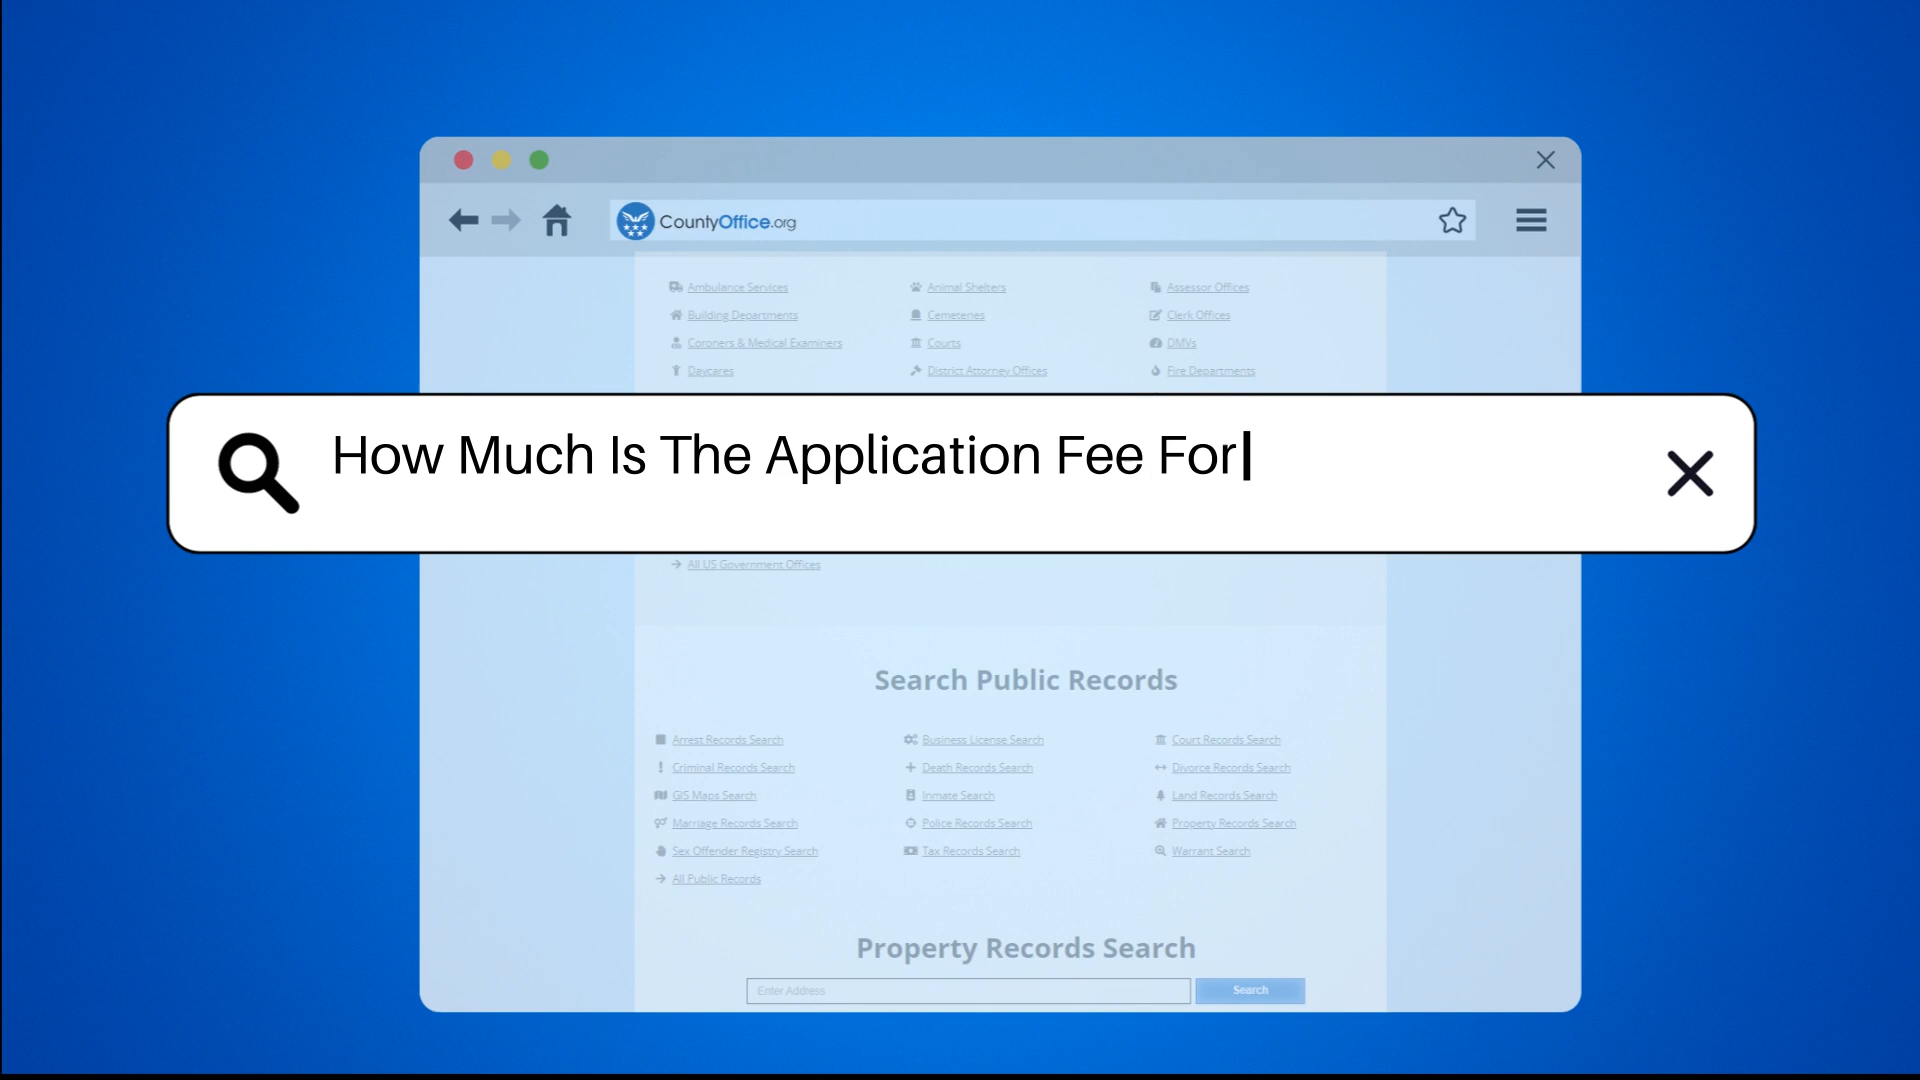 CountyOffice.org
Ambulance Services Animal Shelters Assessor Offices
Building Departments Cemeteries Clerk Offices
Coroners & Medical Examiners Courts DMVs
Daycares District Attorney Offices Fire Departments
How Much Is The Application Fee For
All US Government Offices
Search Public Records
Arrest Records Search Business License Search Court Records Search
Criminal Records Search Death Records Search Divorce Records Search
GIS Maps Search Inmate Search Land Records Search
Marriage Records Search Police Records Search Property Records Search
Sex Offender Registry Search Tax Records Search Warrant Search
All Public Records
Property Records Search
Enter Address Search